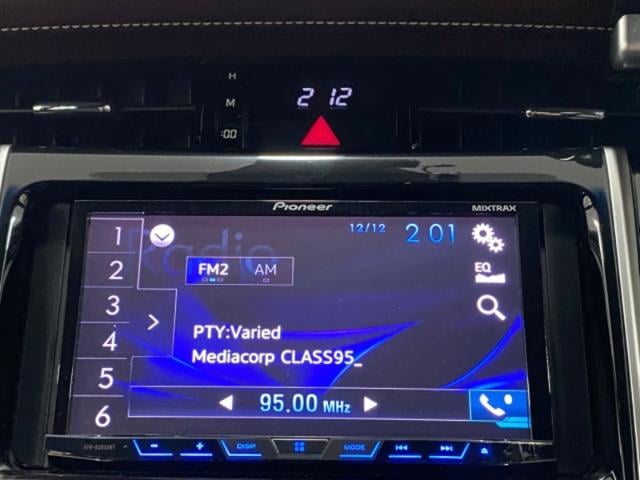 H
M
:00
2 12
Pioneer
MIXTRAX
Radio
12/12 2 01
1
2
3
4
5
6
FM2 AM
EQ
PTY:Varied
Mediacorp CLASS95_
95.00 MHz
DISP
MODE